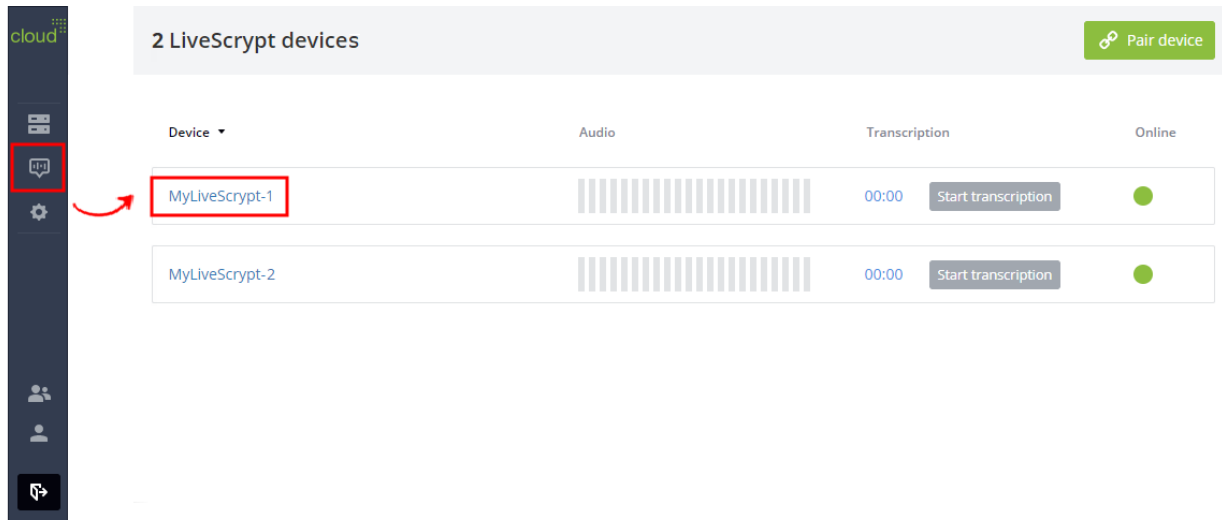 cloud
2 LiveScrypt devices
Pair device
Device Audio Transcription Online
MyLiveScrypt-1 00:00 Start transcription
MyLiveScrypt-2 00:00 Start transcription